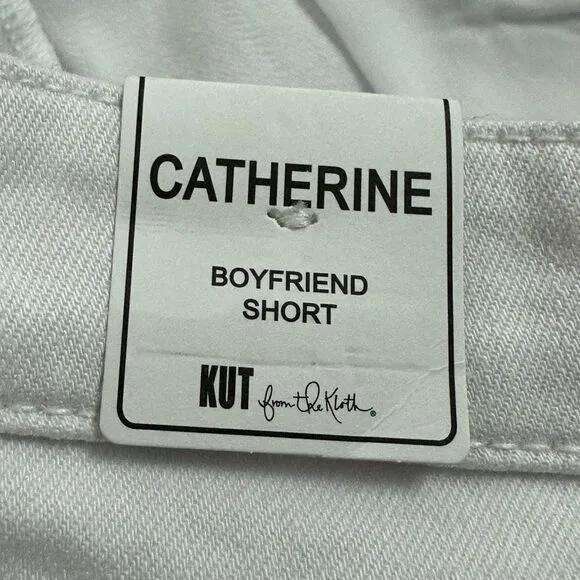 CATHERINE
BOYFRIEND
SHORT
KUT from the Kloth®